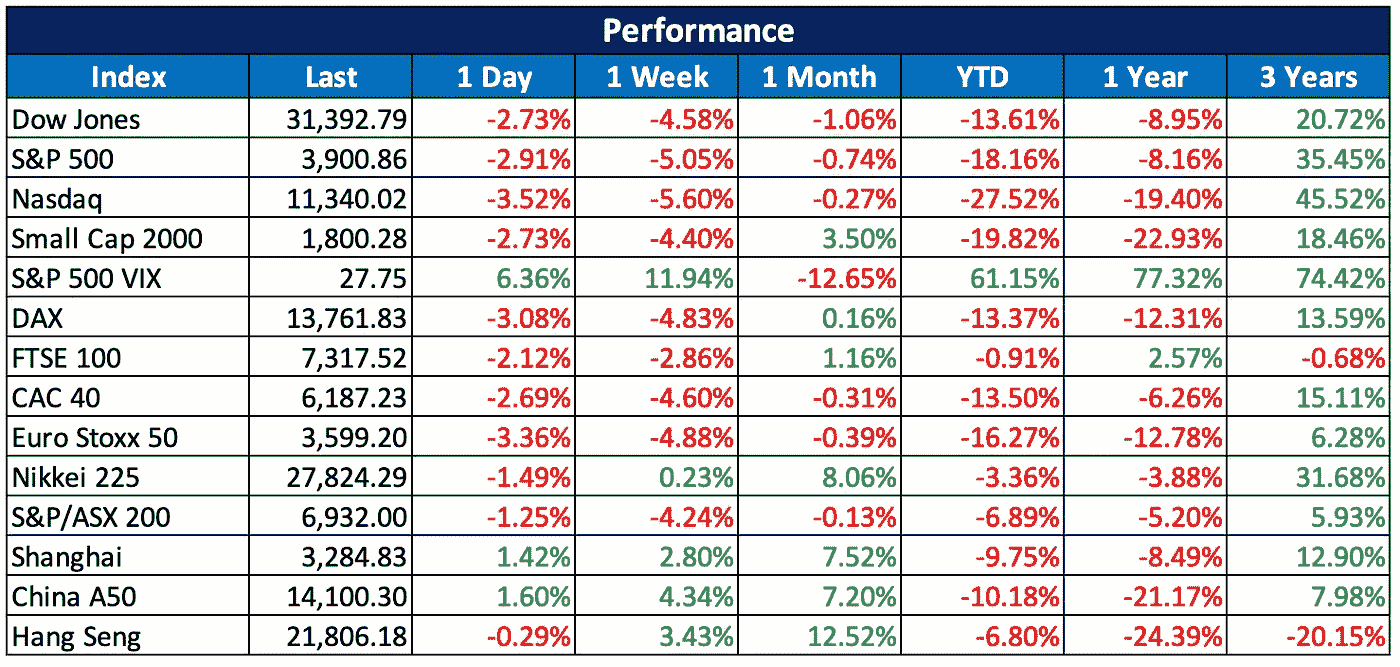 Performance
Index Last 1 Day 1 Week 1 Month YTD 1 Year 3 Years
Dow Jones 31,392.79 -2.73% -4.58% -1.06% -13.61% -8.95% 20.72%
S&P 500 3,900.86 -2.91% -5.05% -0.74% -18.16% -8.16% 35.45%
Nasdaq 11,340.02 -3.52% -5.60% -0.27% -27.52% -19.40% 45.52%
Small Cap 2000 1,800.28 -2.73% -4.40% 3.50% -19.82% -22.93% 18.46%
S&P 500 VIX 27.75 6.36% 11.94% -12.65% 61.15% 77.32% 74.42%
DAX 13,761.83 -3.08% -4.83% 0.16% -13.37% -12.31% 13.59%
FTSE 100 7,317.52 -2.12% -2.86% 1.16% -0.91% 2.57% -0.68%
CAC 40 6,187.23 -2.69% -4.60% -0.31% -13.50% -6.26% 15.11%
Euro Stoxx 50 3,599.20 -3.36% -4.88% -0.39% -16.27% -12.78% 6.28%
Nikkei 225 27,824.29 -1.49% 0.23% 8.06% -3.36% -3.88% 31.68%
S&P/ASX 200 6,932.00 -1.25% -4.24% -0.13% -6.89% -5.20% 5.93%
Shanghai 3,284.83 1.42% 2.80% 7.52% -9.75% -8.49% 12.90%
China A50 14,100.30 1.60% 4.34% 7.20% -10.18% -21.17% 7.98%
Hang Seng 21,806.18 -0.29% 3.43% 12.52% -6.80% -24.39% -20.15%